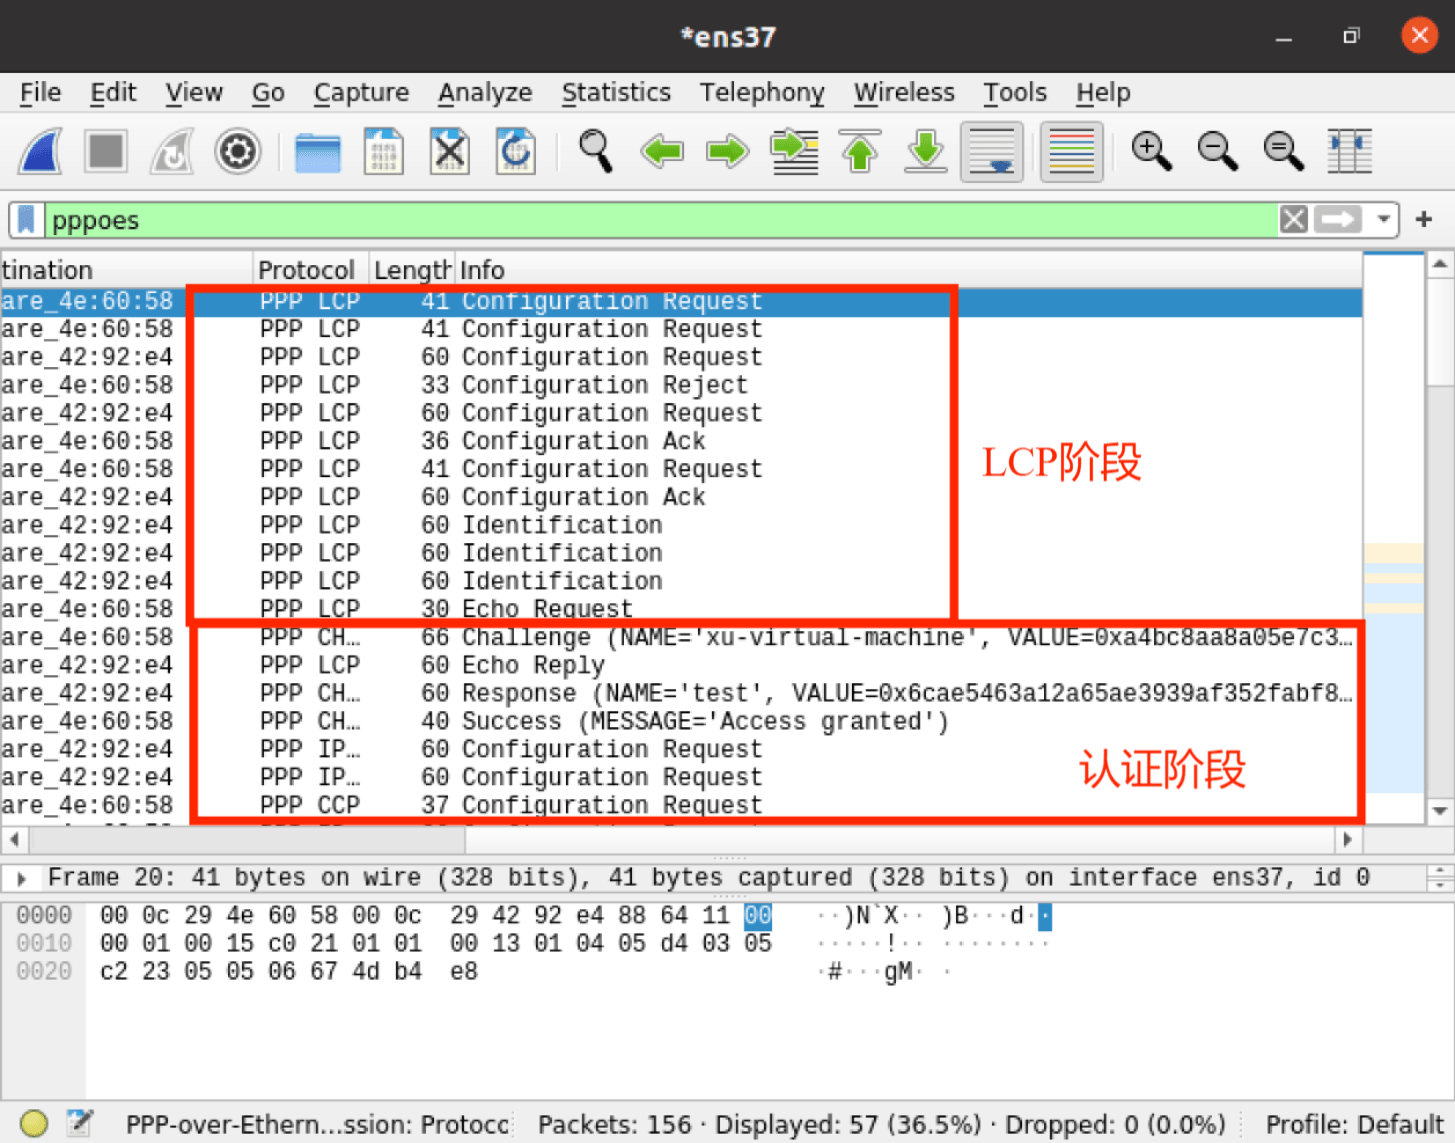 *ens37
File Edit View Go Capture Analyze Statistics Telephony Wireless Tools Help
pppoes
tination Protocol Length Info
are_4e:60:58 PPP LCP 41 Configuration Request
are_4e:60:58 PPP LCP 41 Configuration Request
are_42:92:e4 PPP LCP 60 Configuration Request
are_4e:60:58 PPP LCP 33 Configuration Reject
are_42:92:e4 PPP LCP 60 Configuration Request
are_4e:60:58 PPP LCP 36 Configuration Ack
are_4e:60:58 PPP LCP 41 Configuration Request
are_42:92:e4 PPP LCP 60 Configuration Ack
are_42:92:e4 PPP LCP 60 Identification
are_42:92:e4 PPP LCP 60 Identification
are_42:92:e4 PPP LCP 60 Identification
are_4e:60:58 PPP LCP 30 Echo Request
LCP阶段
are_4e:60:58 PPP CH… 66 Challenge (NAME='xu-virtual-machine', VALUE=0xa4bc8aa8a05e7c3…
are_42:92:e4 PPP LCP 60 Echo Reply
are_42:92:e4 PPP CH… 60 Response (NAME='test', VALUE=0x6cae5463a12a65ae3939af352fabf8…
are_4e:60:58 PPP CH… 40 Success (MESSAGE='Access granted')
are_42:92:e4 PPP IP… 60 Configuration Request
are_42:92:e4 PPP IP… 60 Configuration Request
are_4e:60:58 PPP CCP 37 Configuration Request
认证阶段
Frame 20: 41 bytes on wire (328 bits), 41 bytes captured (328 bits) on interface ens37, id 0
0000 00 0c 29 4e 60 58 00 0c 29 42 92 e4 88 64 11 00 ··)N`X·· )B···d··
0010 00 01 00 15 c0 21 01 01 00 13 01 04 05 d4 03 05 ·····!·· ········
0020 c2 23 05 05 06 67 4d b4 e8 ·#···gM· ·
PPP-over-Ethern…ssion: Protoco Packets: 156 · Displayed: 57 (36.5%) · Dropped: 0 (0.0%) Profile: Default